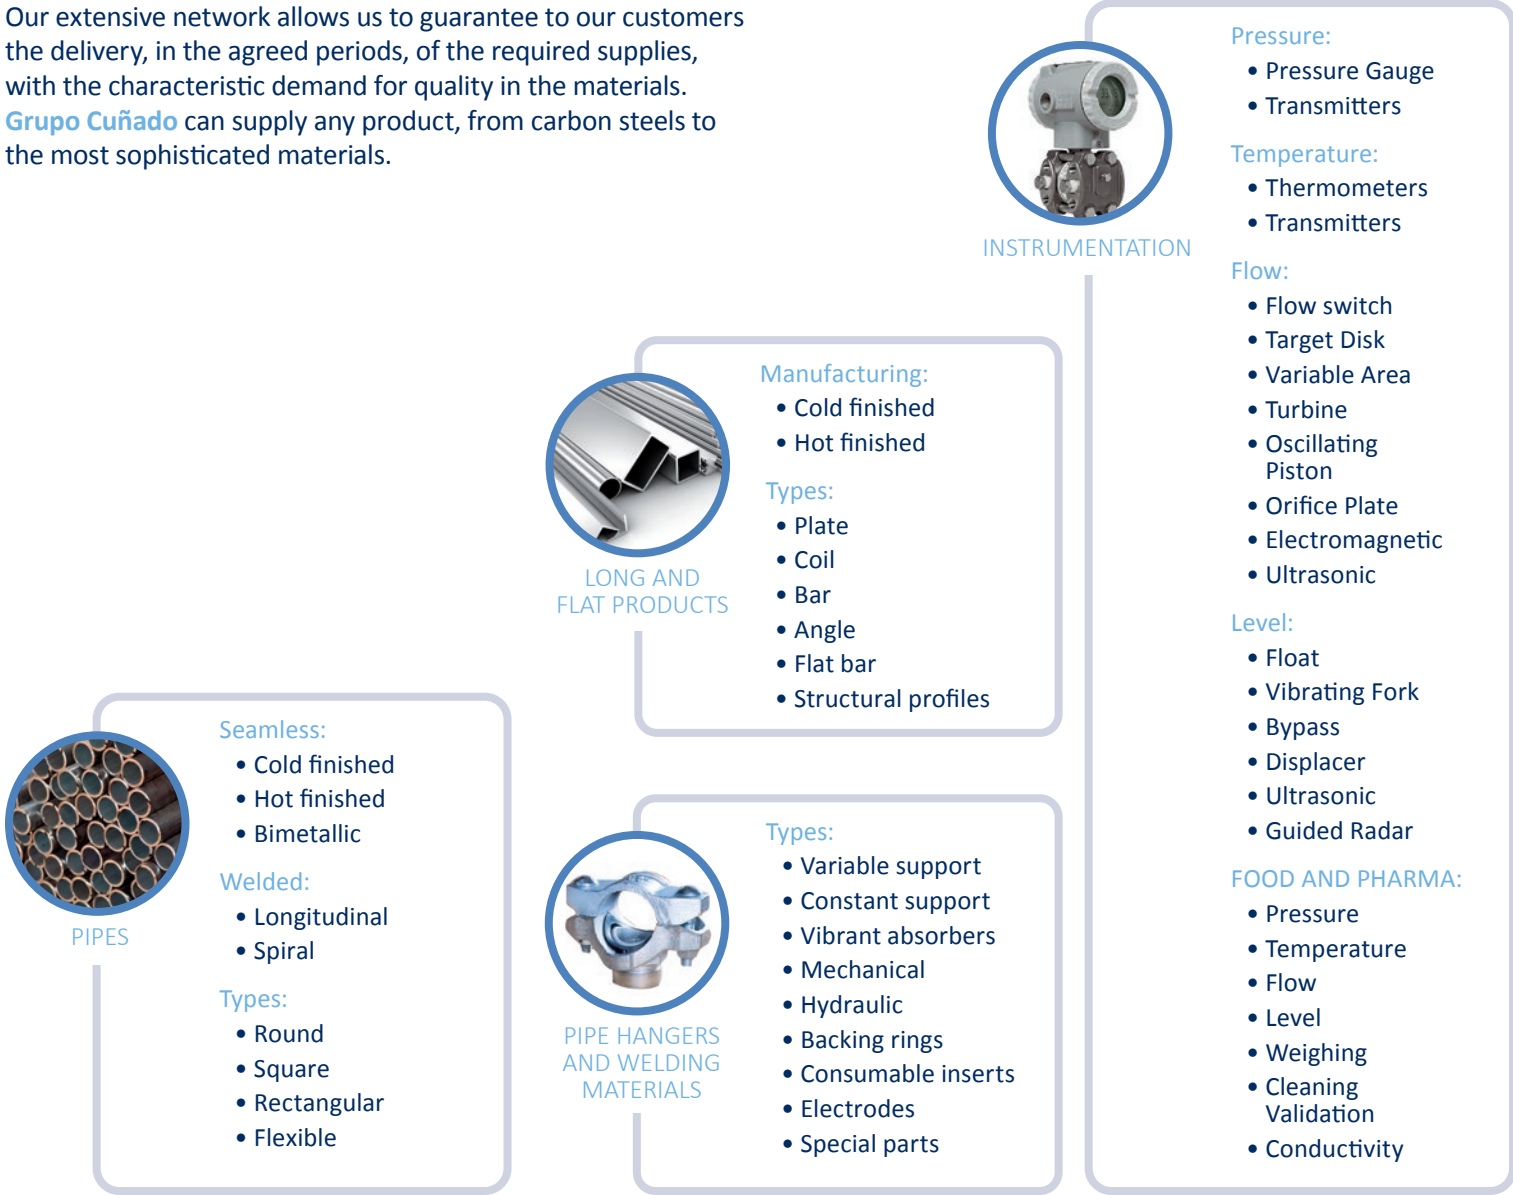 Our extensive network allows us to guarantee to our customers
the delivery, in the agreed periods, of the required supplies,
with the characteristic demand for quality in the materials.
Grupo Cuñado can supply any product, from carbon steels to
the most sophisticated materials.
PIPES
Seamless:
• Cold finished
• Hot finished
• Bimetallic
Welded:
• Longitudinal
• Spiral
Types:
• Round
• Square
• Rectangular
• Flexible
LONG AND
FLAT PRODUCTS
Manufacturing:
• Cold finished
• Hot finished
Types:
• Plate
• Coil
• Bar
• Angle
• Flat bar
• Structural profiles
PIPE HANGERS
AND WELDING
MATERIALS
Types:
• Variable support
• Constant support
• Vibrant absorbers
• Mechanical
• Hydraulic
• Backing rings
• Consumable inserts
• Electrodes
• Special parts
INSTRUMENTATION
Pressure:
• Pressure Gauge
• Transmitters
Temperature:
• Thermometers
• Transmitters
Flow:
• Flow switch
• Target Disk
• Variable Area
• Turbine
• Oscillating
Piston
• Orifice Plate
• Electromagnetic
• Ultrasonic
Level:
• Float
• Vibrating Fork
• Bypass
• Displacer
• Ultrasonic
• Guided Radar
FOOD AND PHARMA:
• Pressure
• Temperature
• Flow
• Level
• Weighing
• Cleaning
Validation
• Conductivity